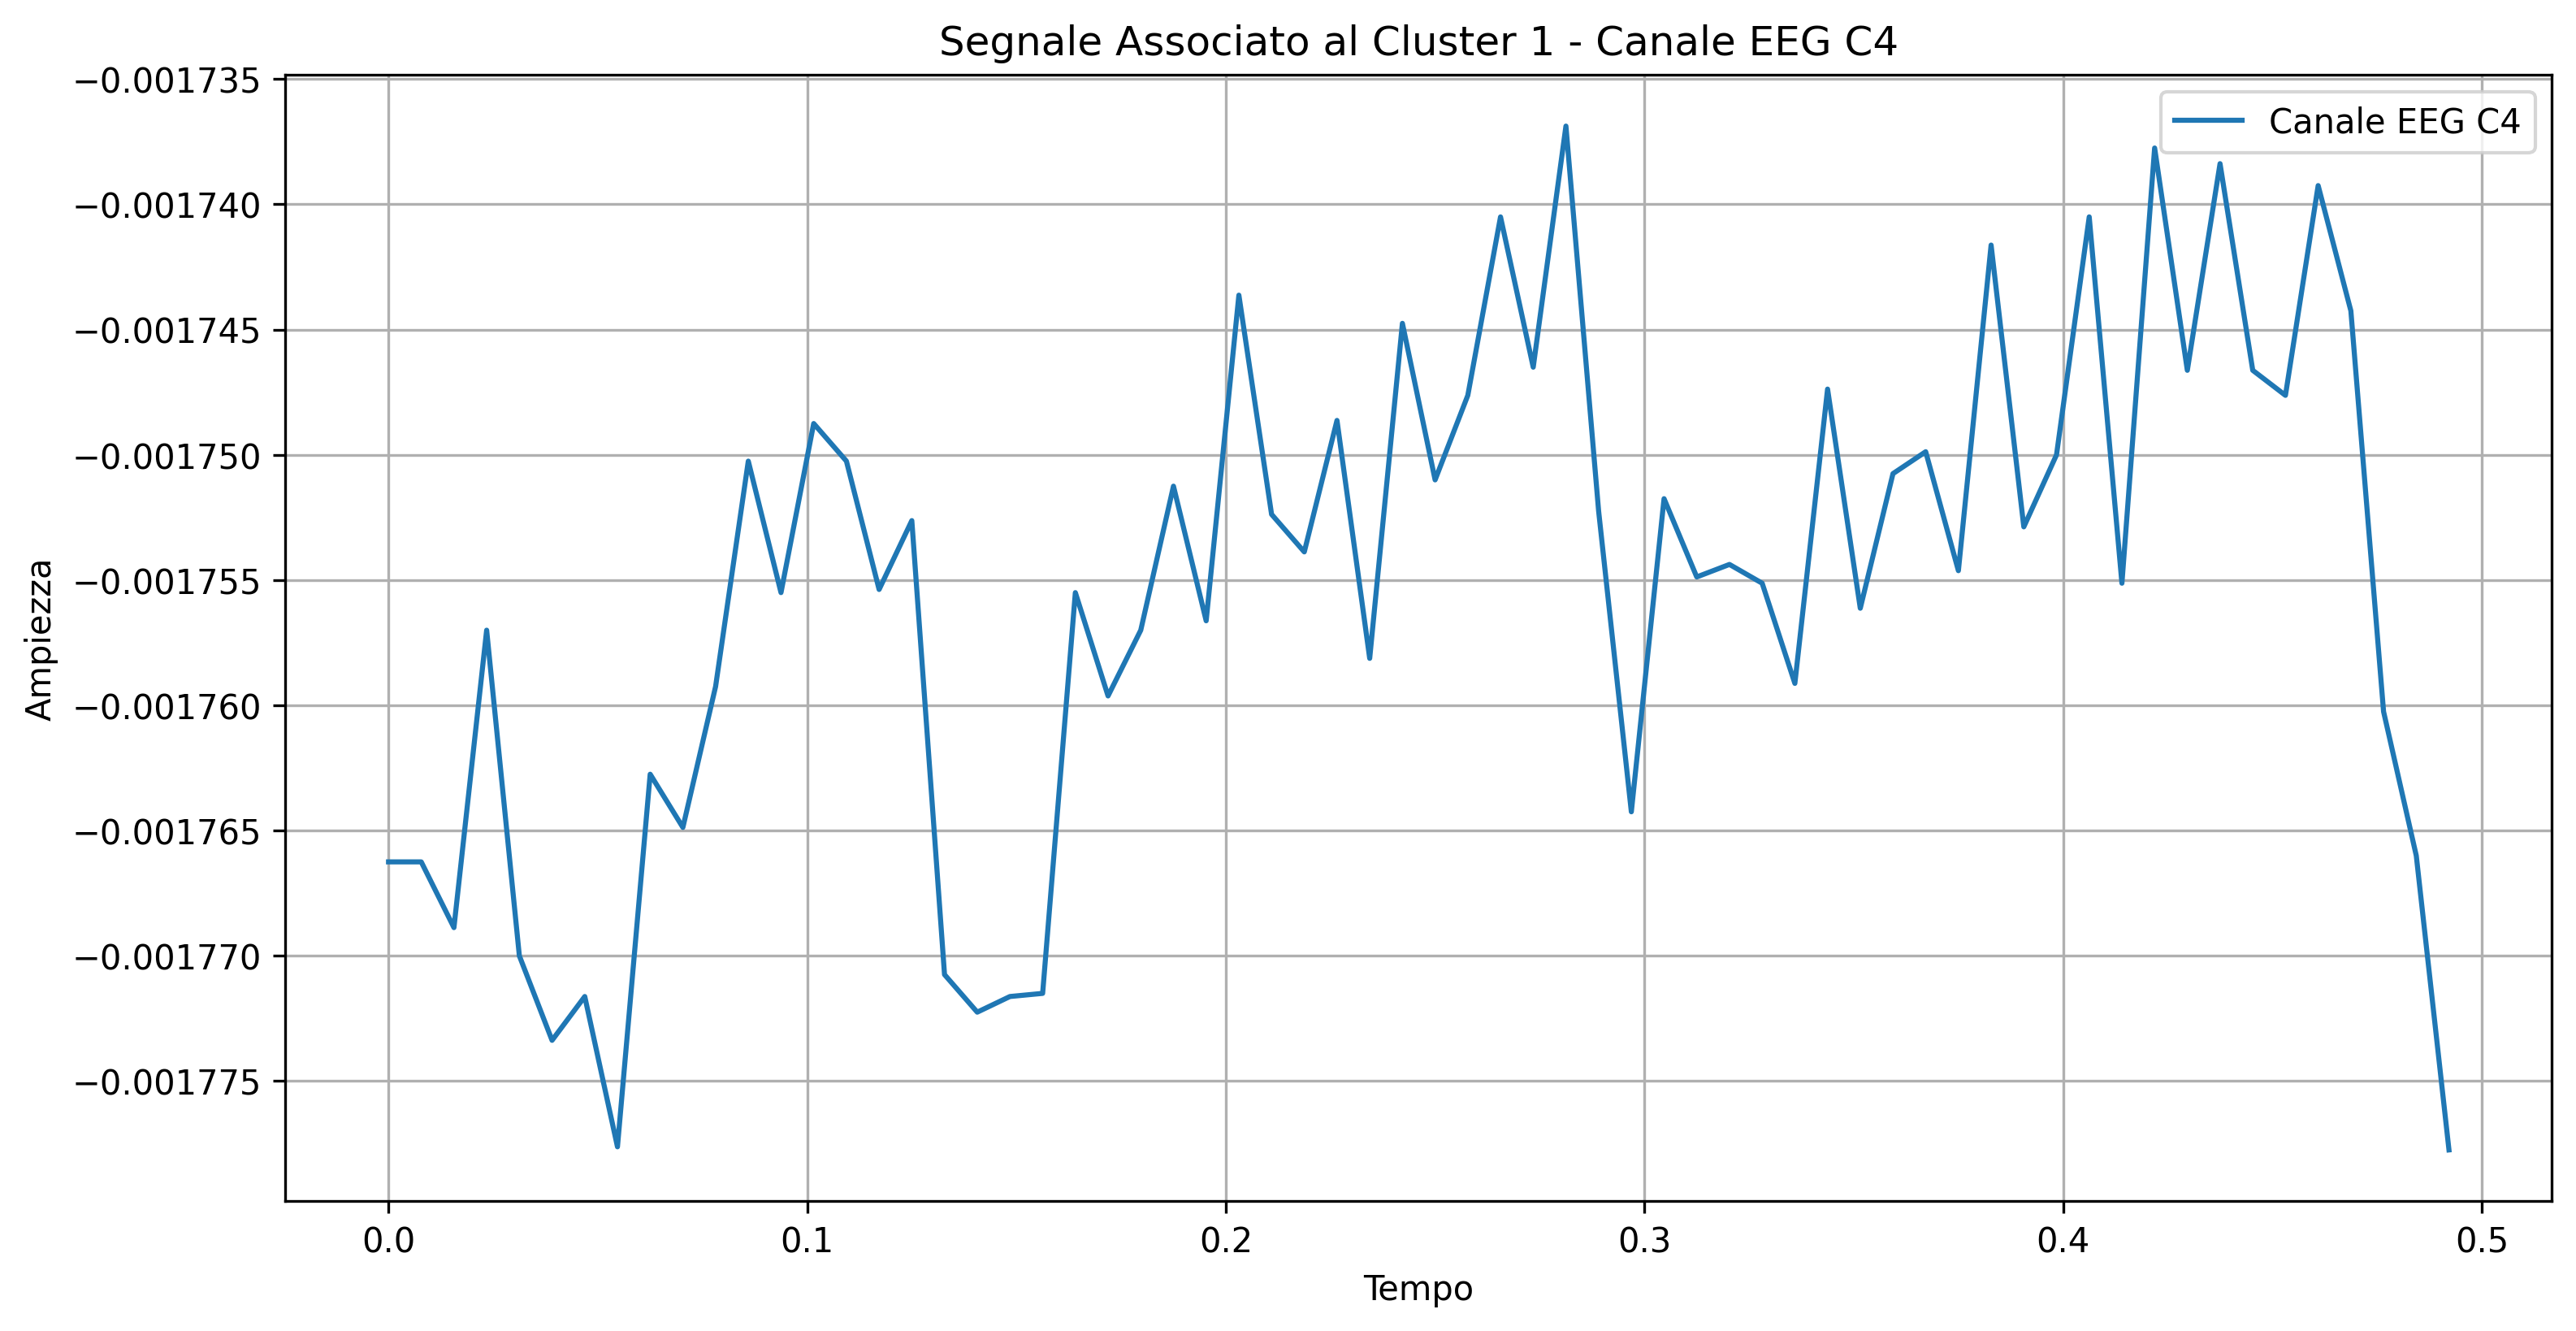 Segnale Associato al Cluster 1 - Canale EEG C4
Canale EEG C4
−0.001735
−0.001740
−0.001745
−0.001750
−0.001755
−0.001760
−0.001765
−0.001770
−0.001775
Ampiezza
0.0 0.1 0.2 0.3 0.4 0.5
Tempo